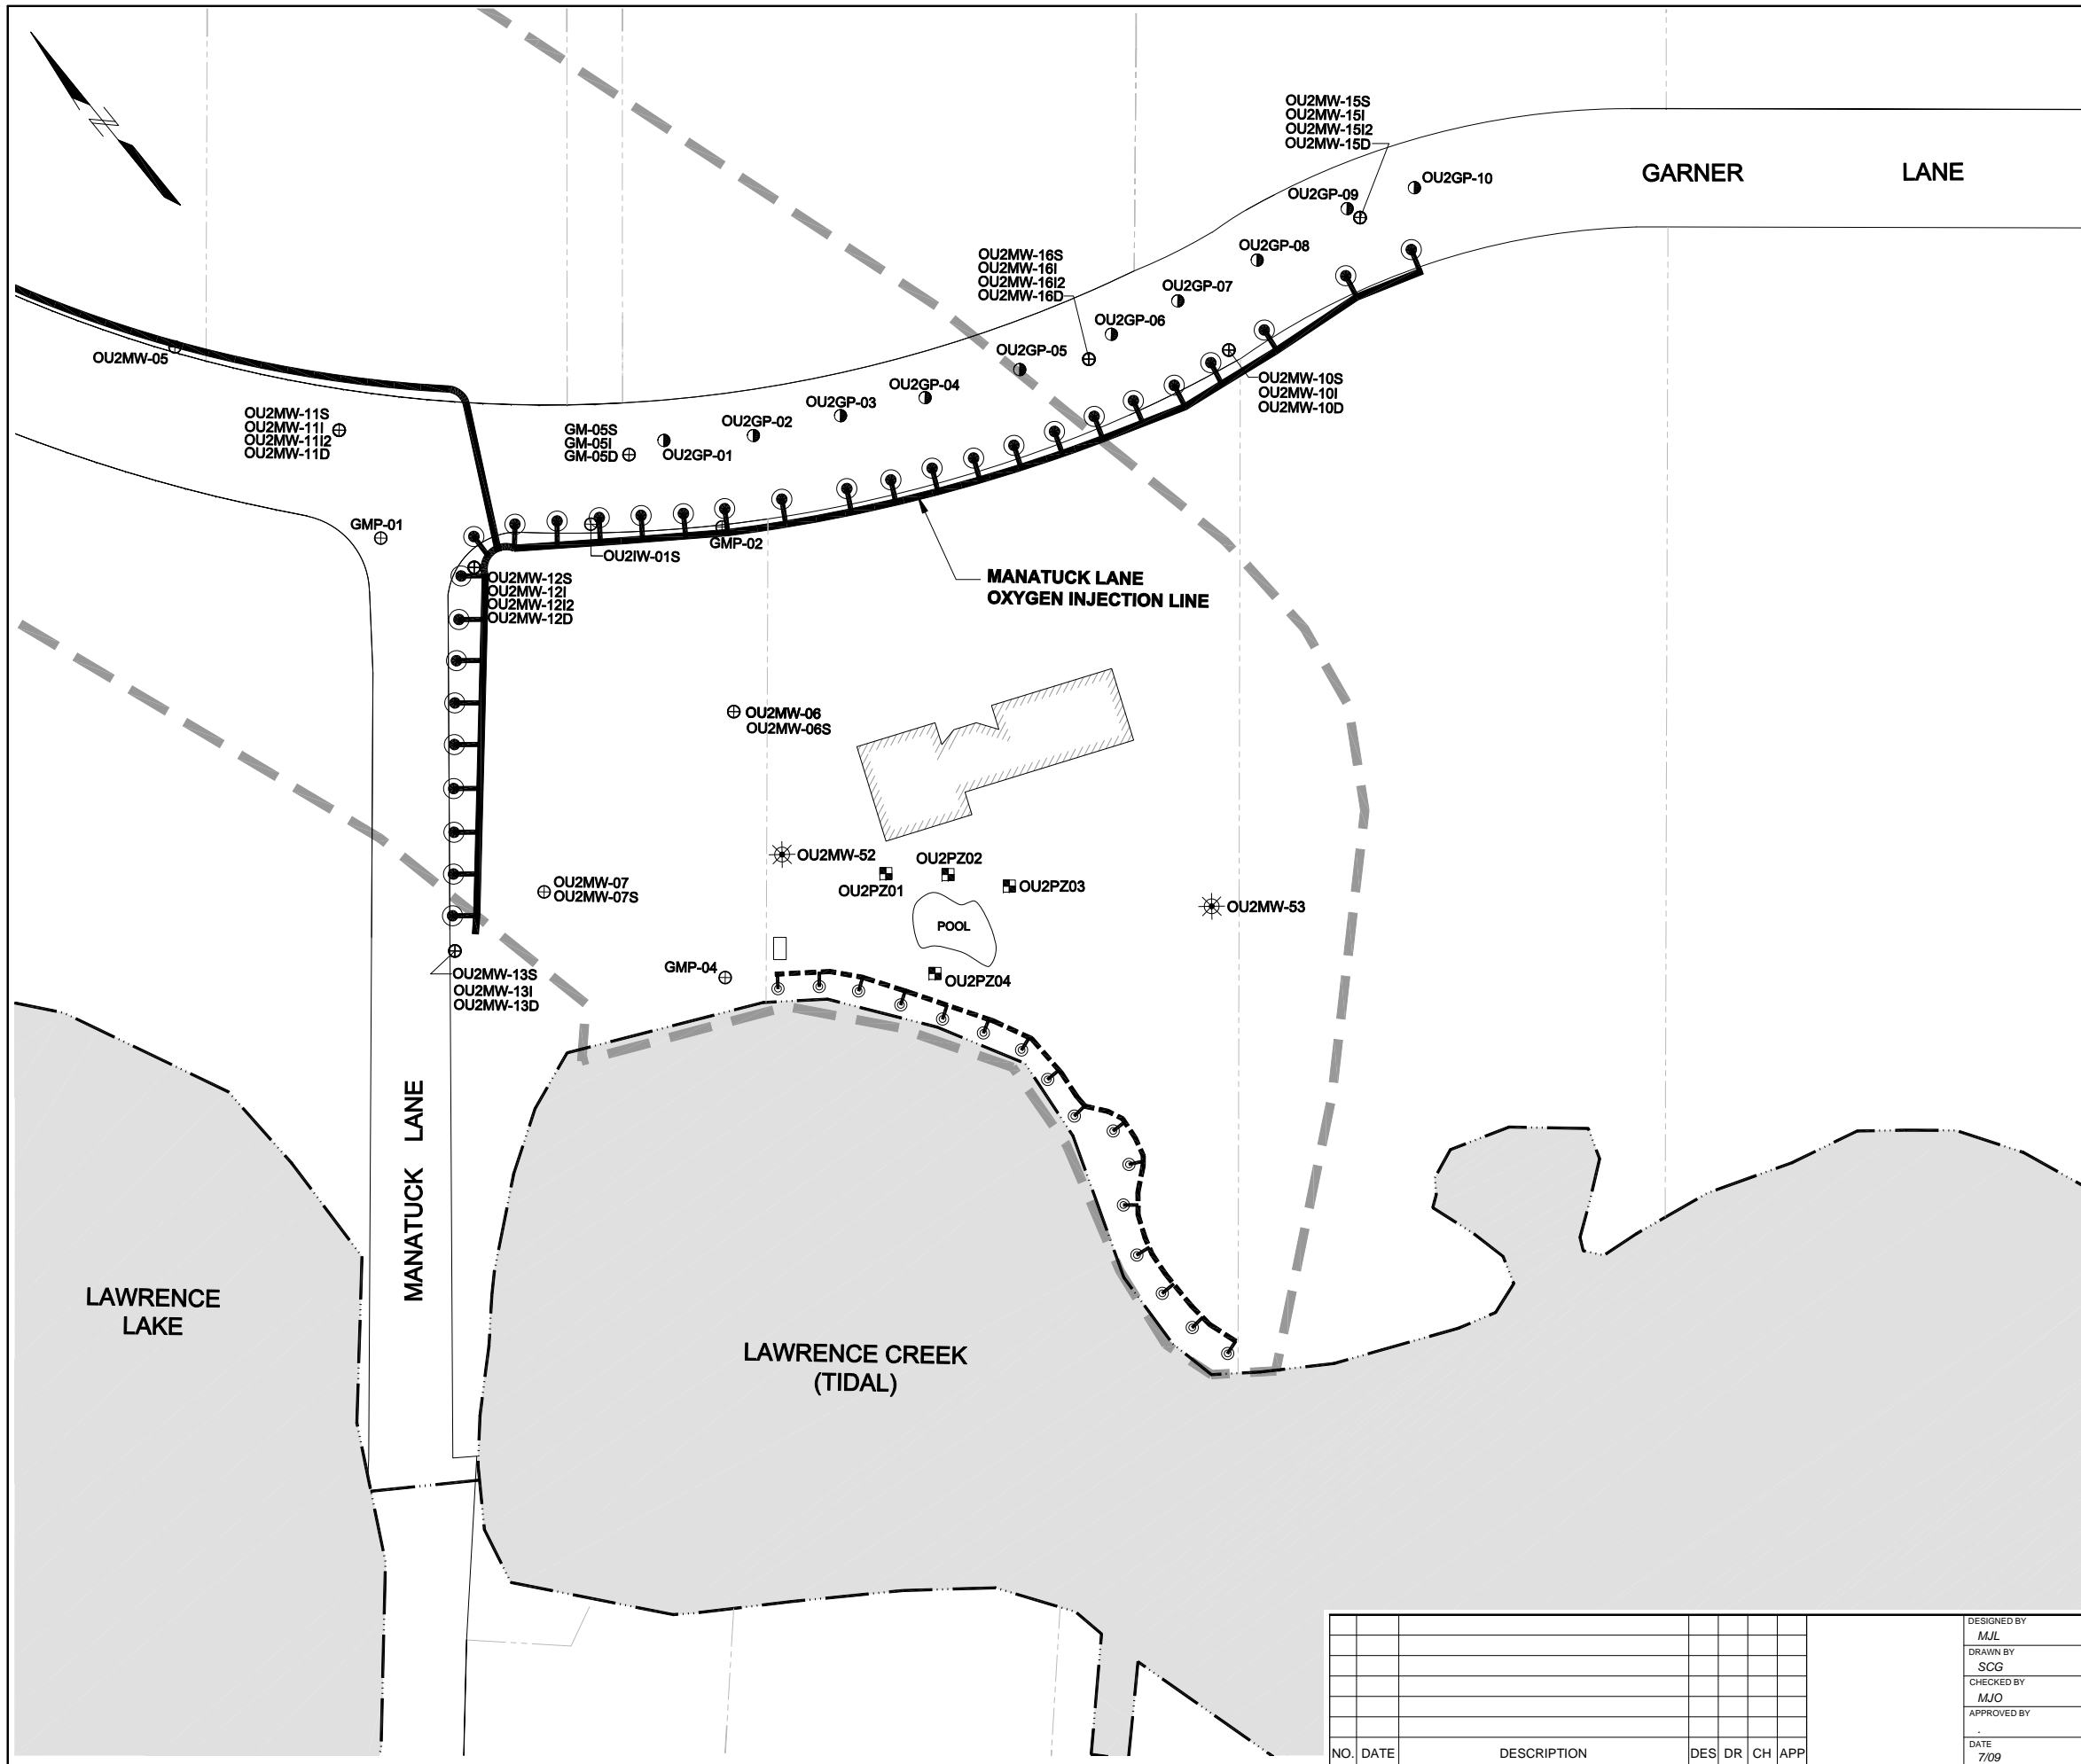 N
OU2MW-15S
OU2MW-15I
OU2MW-15I2
OU2MW-15D
GARNER LANE
OU2GP-10
OU2GP-09
OU2GP-08
OU2MW-16S
OU2MW-16I
OU2MW-16I2
OU2MW-16D
OU2GP-07
OU2GP-06
OU2GP-05
OU2MW-05
OU2MW-10S
OU2MW-10I
OU2MW-10D
OU2GP-04
OU2GP-03
OU2GP-02
OU2GP-01
OU2MW-11S
OU2MW-11I
OU2MW-11I2
OU2MW-11D
GM-05S
GM-05I
GM-05D
GMP-01
GMP-02
OU2IW-01S
OU2MW-12S
OU2MW-12I
OU2MW-12I2
OU2MW-12D
MANATUCK LANE
OXYGEN INJECTION LINE
OU2MW-06
OU2MW-06S
OU2MW-52
OU2PZ02
OU2PZ01
OU2PZ03
OU2MW-07
OU2MW-07S
OU2MW-53
POOL
GMP-04
OU2PZ04
OU2MW-13S
OU2MW-13I
OU2MW-13D
MANATUCK LANE
LAWRENCE
LAKE
LAWRENCE CREEK
(TIDAL)
NO. DATE DESCRIPTION DES DR CH APP
DESIGNED BY
MJL
DRAWN BY
SCG
CHECKED BY
MJO
APPROVED BY
.
DATE
7/09